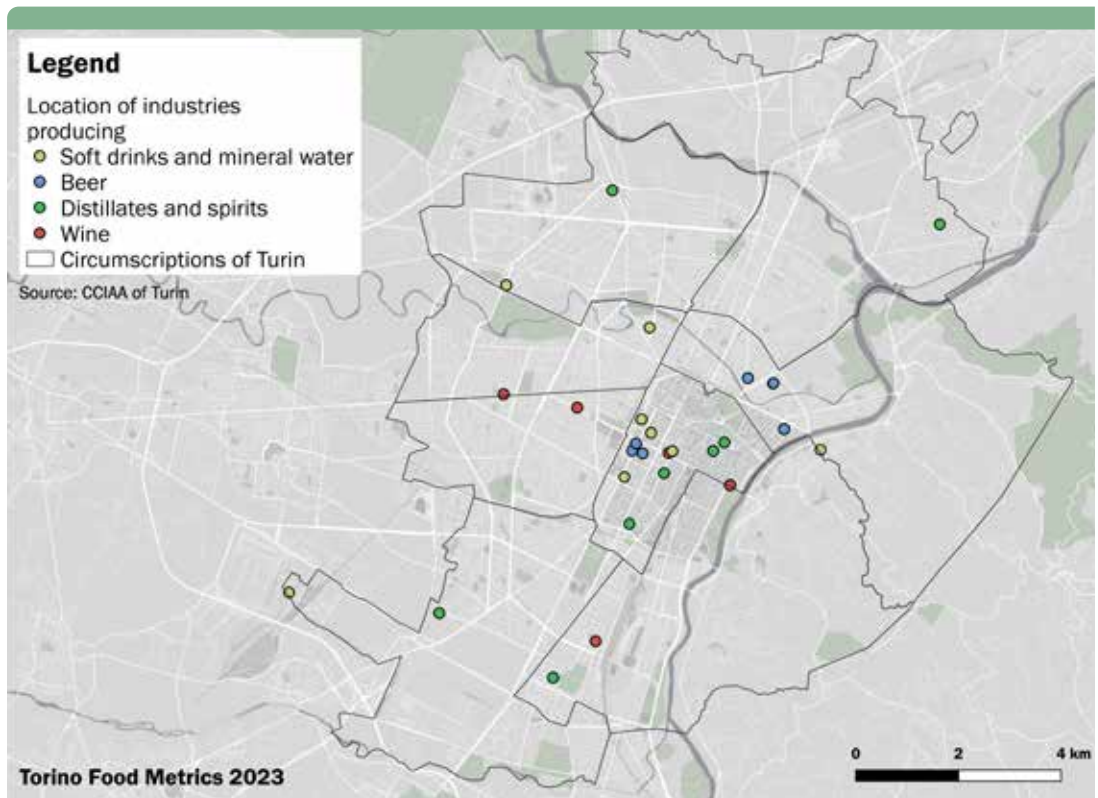 Legend
Location of industries
producing
Soft drinks and mineral water
Beer
Distillates and spirits
Wine
Circumscriptions of Turin
Source: CCIAA of Turin
Torino Food Metrics 2023
0 2 4 km